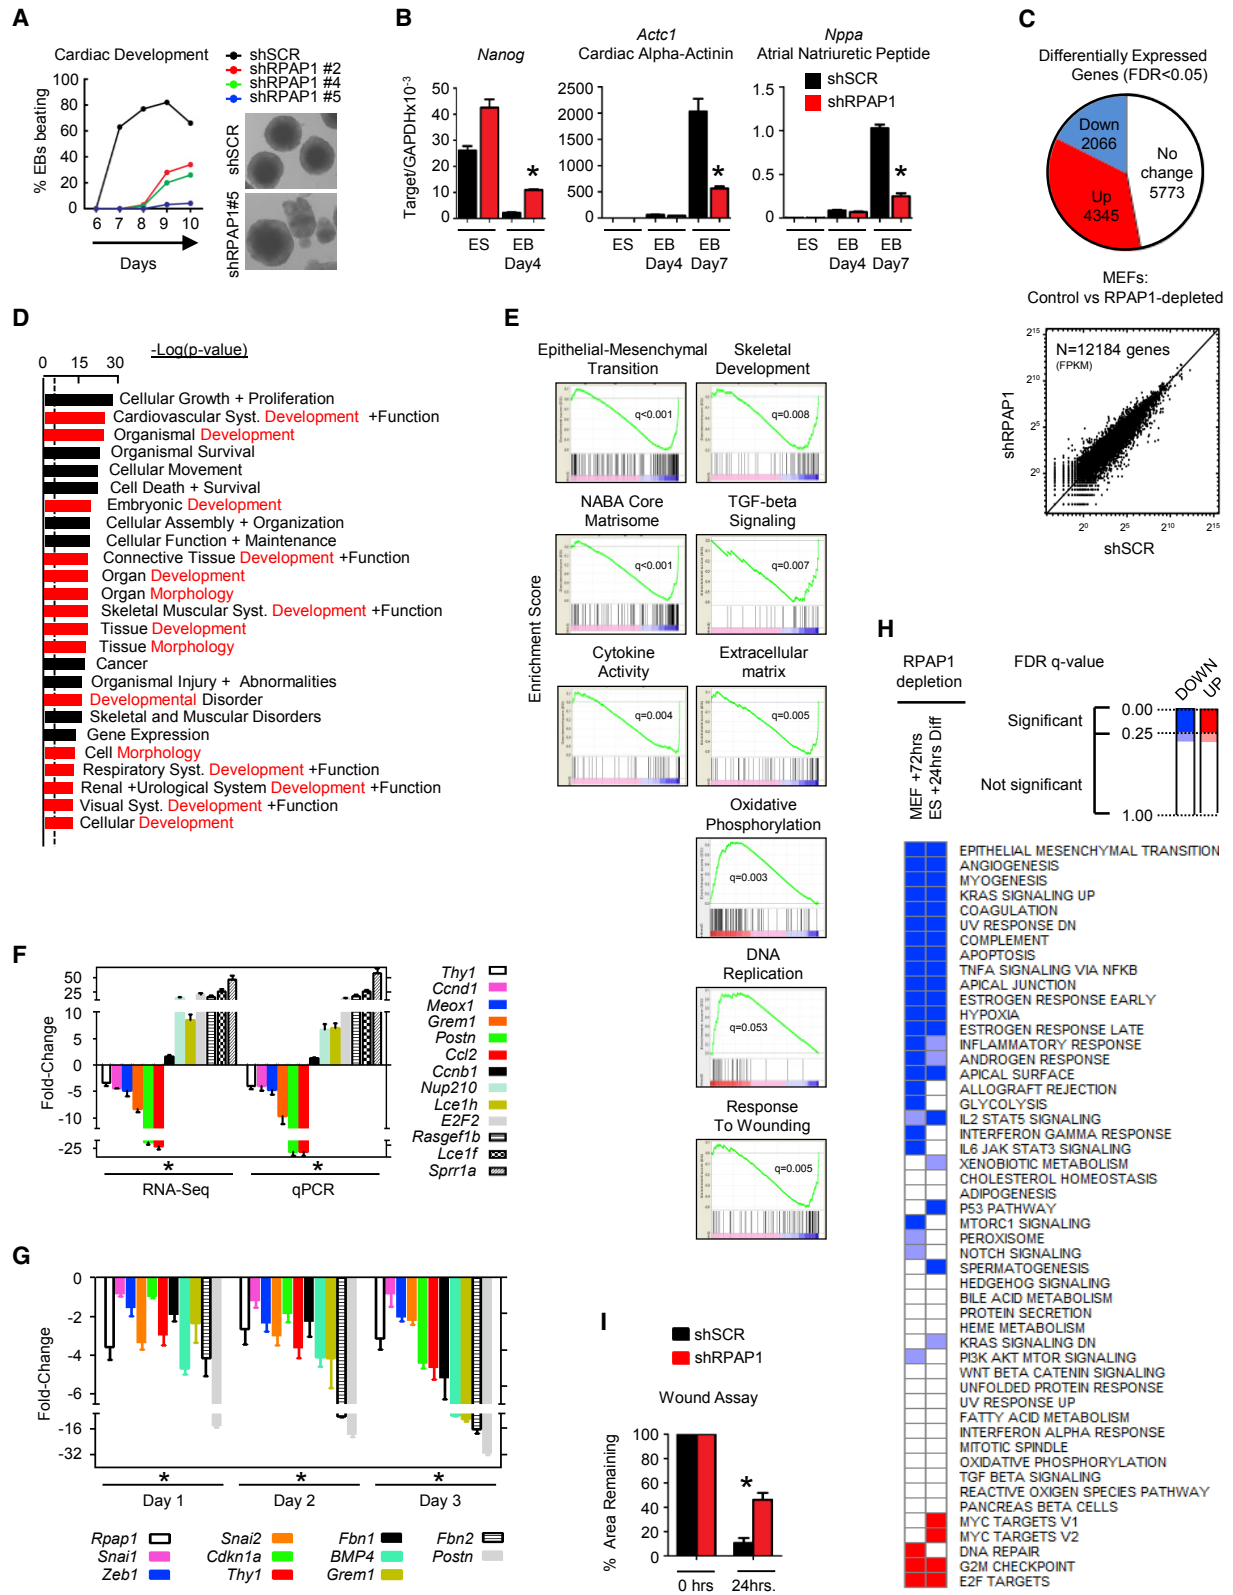 A
Cardiac Development
shSCR
shRPAP1 #2
shRPAP1 #4
shRPAP1 #5
% EBs beating
100
80
60
40
20
0
6 7 8 9 10
Days
shSCR
shRPAP1#5
B
Nanog
Actc1
Cardiac Alpha-Actinin
Nppa
Atrial Natriuretic Peptide
shSCR
shRPAP1
Target/GAPDHx10-3
50
40
30
20
10
0
*
ES EB
Day4
2500
2000
1500
1000
500
0
*
ES EB EB
Day4 Day7
1.5
1.0
0.5
0
*
ES EB EB
Day4 Day7
C
Differentially Expressed
Genes (FDR<0.05)
Down
2066
No
change
5773
Up
4345
MEFs:
Control vs RPAP1-depleted
N=12184 genes
(FPKM)
shRPAP1
2^15
2^10
2^5
2^0
2^0 2^5 2^10 2^15
shSCR
D
-Log(p-value)
0 15 30
Cellular Growth + Proliferation
Cardiovascular Syst. Development +Function
Organismal Development
Organismal Survival
Cellular Movement
Cell Death + Survival
Embryonic Development
Cellular Assembly + Organization
Cellular Function + Maintenance
Connective Tissue Development +Function
Organ Development
Organ Morphology
Skeletal Muscular Syst. Development +Function
Tissue Development
Tissue Morphology
Cancer
Organismal Injury + Abnormalities
Developmental Disorder
Skeletal and Muscular Disorders
Gene Expression
Cell Morphology
Respiratory Syst. Development +Function
Renal +Urological System Development +Function
Visual Syst. Development +Function
Cellular Development
E
Enrichment Score
Epithelial-Mesenchymal
Transition
q<0.001
Skeletal
Development
q=0.008
NABA Core
Matrisome
q<0.001
TGF-beta
Signaling
q=0.007
Cytokine
Activity
q=0.004
Extracellular
matrix
q=0.005
Oxidative
Phosphorylation
q=0.003
DNA
Replication
q=0.053
Response
To Wounding
q=0.005
F
Fold-Change
50
25
10
5
0
-5
-10
-25
* *
RNA-Seq qPCR
Thy1
Ccnd1
Meox1
Grem1
Postn
Ccl2
Ccnb1
Nup210
Lce1h
E2F2
Rasgef1b
Lce1f
Sprr1a
G
Fold-Change
0
-2
-4
-6
-16
-32
* * *
Day 1 Day 2 Day 3
Rpap1 Snai2 Fbn1 Fbn2
Snai1 Cdkn1a BMP4 Postn
Zeb1 Thy1 Grem1
H
RPAP1
depletion
MEF +72hrs
ES +24hrs Diff
FDR q-value
DOWN
UP
Significant
Not significant
0.00
0.25
1.00
EPITHELIAL MESENCHYMAL TRANSITION
ANGIOGENESIS
MYOGENESIS
KRAS SIGNALING UP
COAGULATION
UV RESPONSE DN
COMPLEMENT
APOPTOSIS
TNFA SIGNALING VIA NFKB
APICAL JUNCTION
ESTROGEN RESPONSE EARLY
HYPOXIA
ESTROGEN RESPONSE LATE
INFLAMMATORY RESPONSE
ANDROGEN RESPONSE
APICAL SURFACE
ALLOGRAFT REJECTION
GLYCOLYSIS
IL2 STAT5 SIGNALING
INTERFERON GAMMA RESPONSE
IL6 JAK STAT3 SIGNALING
XENOBIOTIC METABOLISM
CHOLESTEROL HOMEOSTASIS
ADIPOGENESIS
P53 PATHWAY
MTORC1 SIGNALING
PEROXISOME
NOTCH SIGNALING
SPERMATOGENESIS
HEDGEHOG SIGNALING
BILE ACID METABOLISM
PROTEIN SECRETION
HEME METABOLISM
KRAS SIGNALING DN
PI3K AKT MTOR SIGNALING
WNT BETA CATENIN SIGNALING
UNFOLDED PROTEIN RESPONSE
UV RESPONSE UP
FATTY ACID METABOLISM
INTERFERON ALPHA RESPONSE
MITOTIC SPINDLE
OXIDATIVE PHOSPHORYLATION
TGF BETA SIGNALING
REACTIVE OXIGEN SPECIES PATHWAY
PANCREAS BETA CELLS
MYC TARGETS V1
MYC TARGETS V2
DNA REPAIR
G2M CHECKPOINT
E2F TARGETS
I
shSCR
shRPAP1
Wound Assay
% Area Remaining
100
80
60
40
20
0
*
0 hrs 24hrs.